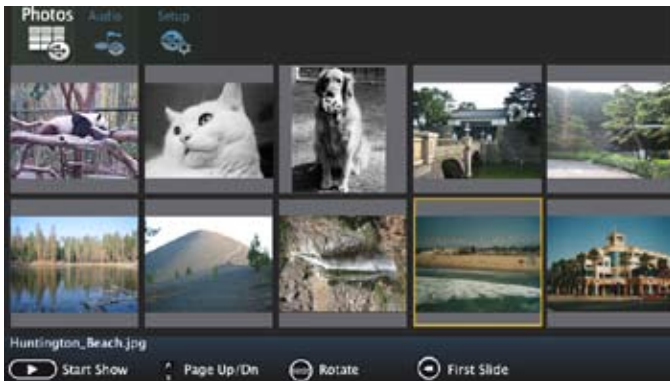 Photos Audio Setup
Huntington_Beach.jpg
Start Show Page Up/Dn Rotate First Slide